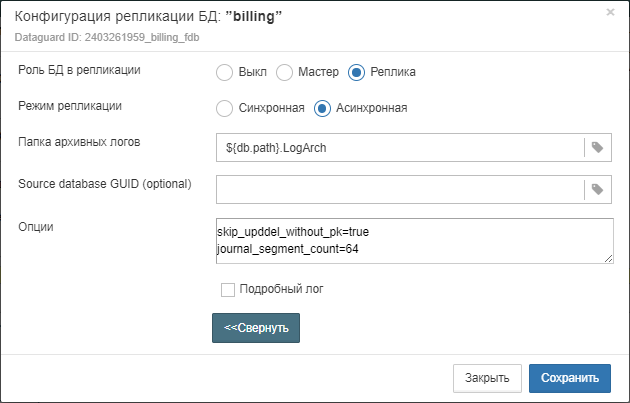 Конфигурация репликации БД: ”billing”
×
Dataguard ID: 2403261959_billing_fdb
Роль БД в репликации
Выкл Мастер Реплика
Режим репликации
Синхронная Асинхронная
Папка архивных логов
${db.path}.LogArch
Source database GUID (optional)
Опции
skip_upddel_without_pk=true
journal_segment_count=64
Подробный лог
<<Свернуть
Закрыть Сохранить